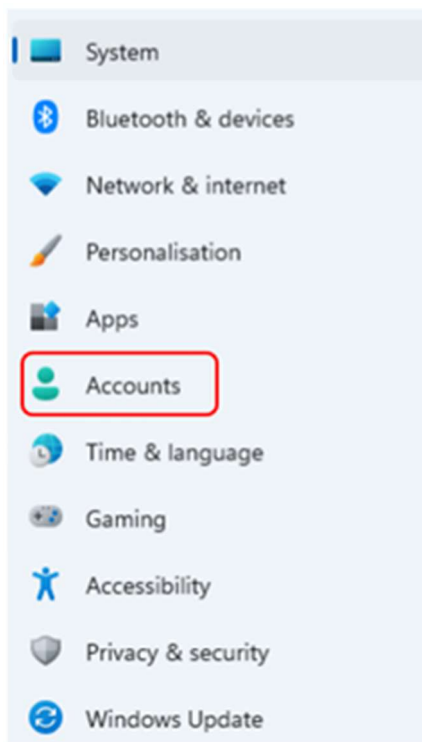 System
Bluetooth & devices
Network & internet
Personalisation
Apps
Accounts
Time & language
Gaming
Accessibility
Privacy & security
Windows Update